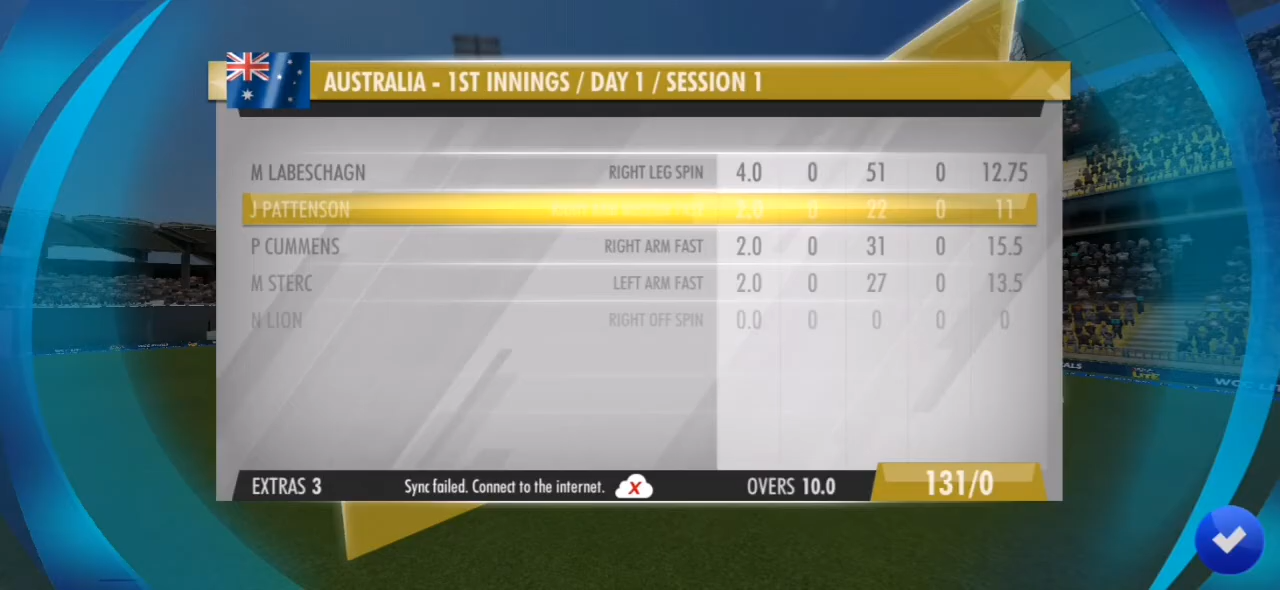 AUSTRALIA - 1ST INNINGS / DAY 1 / SESSION 1
M LABESCHAGN RIGHT LEG SPIN 4.0 0 51 0 12.75
J PATTENSON 2.0 0 22 0 11
P CUMMENS RIGHT ARM FAST 2.0 0 31 0 15.5
M STERC LEFT ARM FAST 2.0 0 27 0 13.5
N LION RIGHT OFF SPIN 0.0 0 0 0 0
EXTRAS 3 Sync failed. Connect to the internet. X OVERS 10.0 131/0